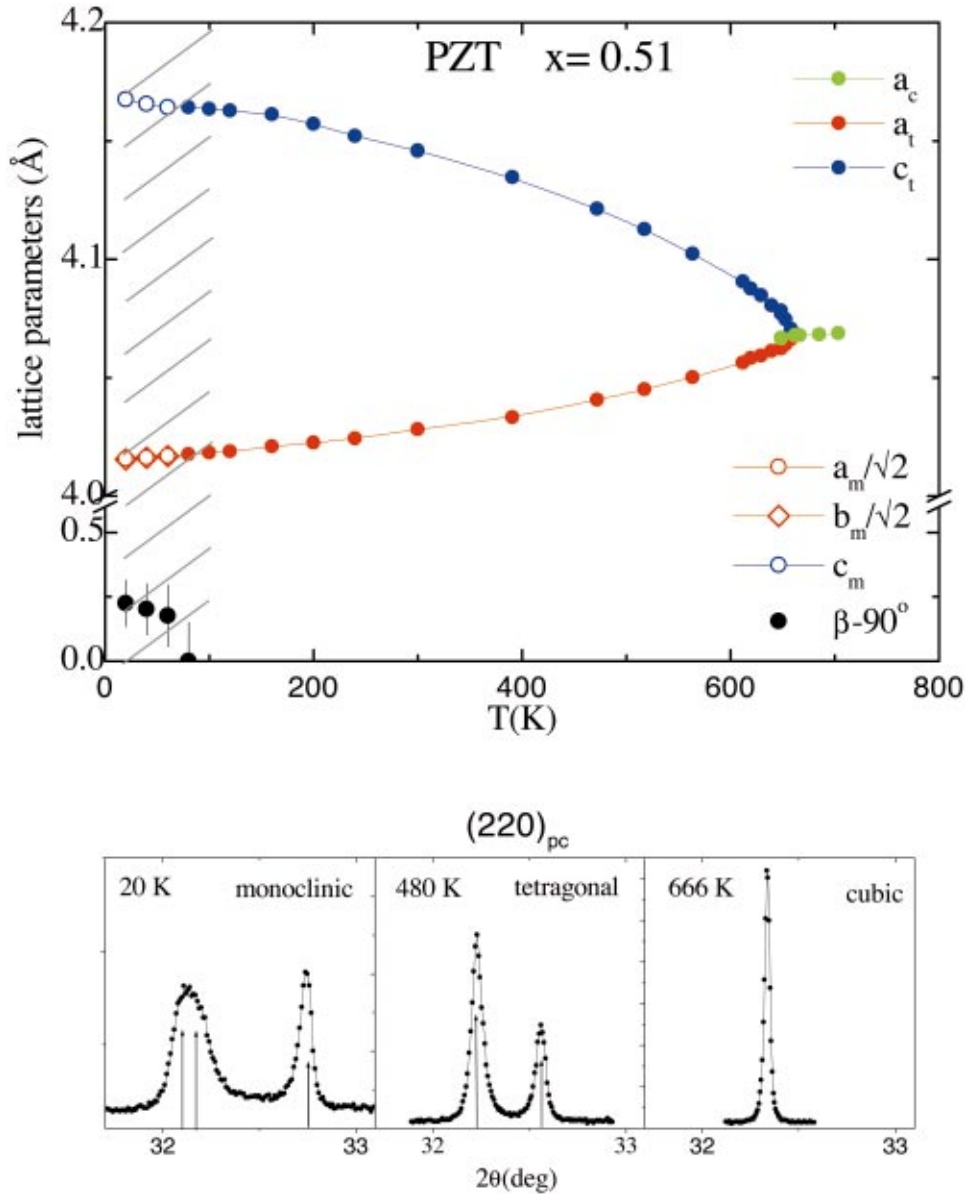 4.2
PZT x= 0.51
a_c
a_t
c_t
lattice parameters (Å)
4.1
4.0
a_m/√2
b_m/√2
c_m
β-90°
0.5
0.0
0 200 400 600 800
T(K)
(220)_pc
20 K monoclinic 480 K tetragonal 666 K cubic
32 33 32 33 32 33
2θ(deg)